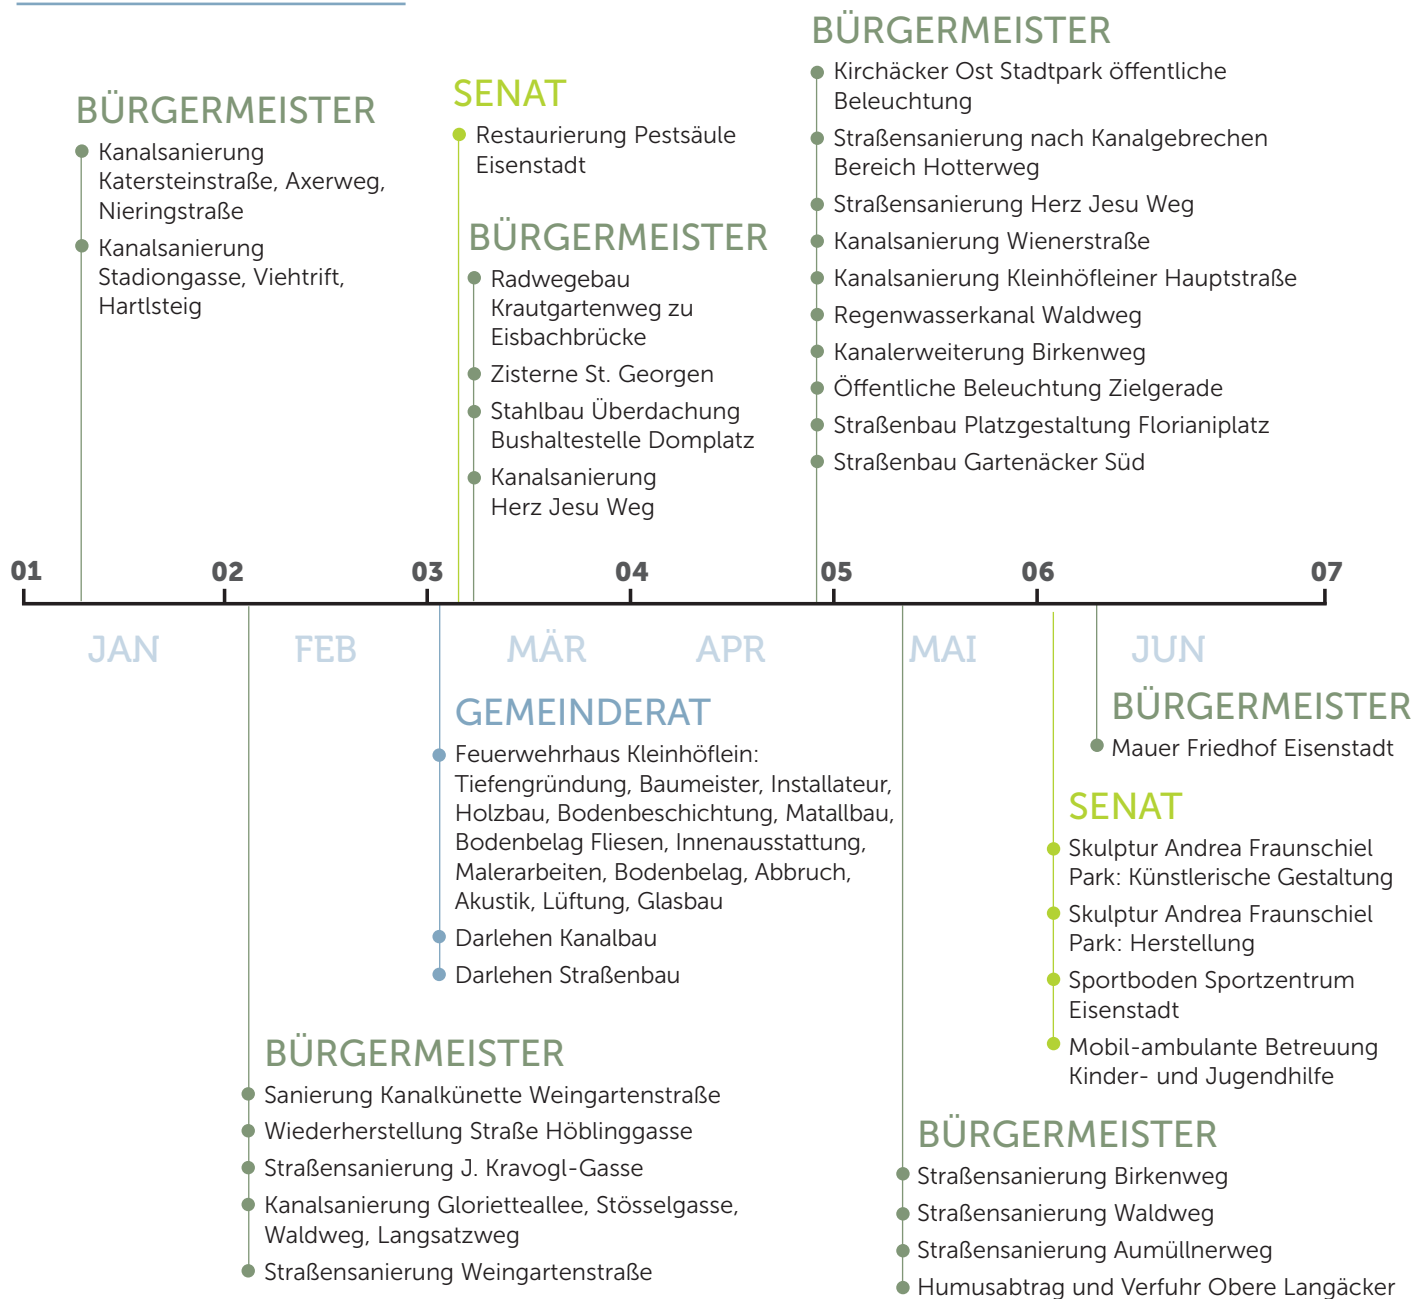 BÜRGERMEISTER
Kanalsanierung
Katersteinstraße, Axerweg,
Nieringstraße
Kanalsanierung
Stadiongasse, Viehtrift,
Hartlsteig
SENAT
Restaurierung Pestsäule
Eisenstadt
BÜRGERMEISTER
Radwegebau
Krautgartenweg zu
Eisbachbrücke
Zisterne St. Georgen
Stahlbau Überdachung
Bushaltestelle Domplatz
Kanalsanierung
Herz Jesu Weg
BÜRGERMEISTER
Kirchäcker Ost Stadtpark öffentliche
Beleuchtung
Straßensanierung nach Kanalgebrechen
Bereich Hotterweg
Straßensanierung Herz Jesu Weg
Kanalsanierung Wienerstraße
Kanalsanierung Kleinhöfleiner Hauptstraße
Regenwasserkanal Waldweg
Kanalerweiterung Birkenweg
Öffentliche Beleuchtung Zielgerade
Straßenbau Platzgestaltung Florianiplatz
Straßenbau Gartenäcker Süd
01 02 03 04 05 06 07
JAN FEB MÄR APR MAI JUN
GEMEINDERAT
Feuerwehrhaus Kleinhöflein:
Tiefengründung, Baumeister, Installateur,
Holzbau, Bodenbeschichtung, Matallbau,
Bodenbelag Fliesen, Innenausstattung,
Malerarbeiten, Bodenbelag, Abbruch,
Akustik, Lüftung, Glasbau
Darlehen Kanalbau
Darlehen Straßenbau
BÜRGERMEISTER
Sanierung Kanalkünette Weingartenstraße
Wiederherstellung Straße Höblinggasse
Straßensanierung J. Kravogl-Gasse
Kanalsanierung Glorietteallee, Stösselgasse,
Waldweg, Langsatzweg
Straßensanierung Weingartenstraße
BÜRGERMEISTER
Mauer Friedhof Eisenstadt
SENAT
Skulptur Andrea Fraunschiel
Park: Künstlerische Gestaltung
Skulptur Andrea Fraunschiel
Park: Herstellung
Sportboden Sportzentrum
Eisenstadt
Mobil-ambulante Betreuung
Kinder- und Jugendhilfe
BÜRGERMEISTER
Straßensanierung Birkenweg
Straßensanierung Waldweg
Straßensanierung Aumüllnerweg
Humusabtrag und Verfuhr Obere Langäcker